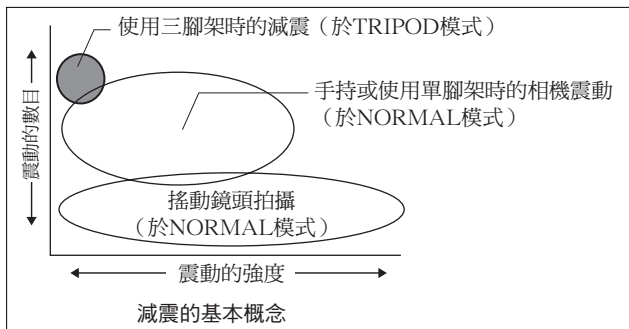 使用三腳架時的減震（於TRIPOD模式）
手持或使用單腳架時的相機震動
（於NORMAL模式）
震動的數目
搖動鏡頭拍攝
（於NORMAL模式）
震動的強度
減震的基本概念